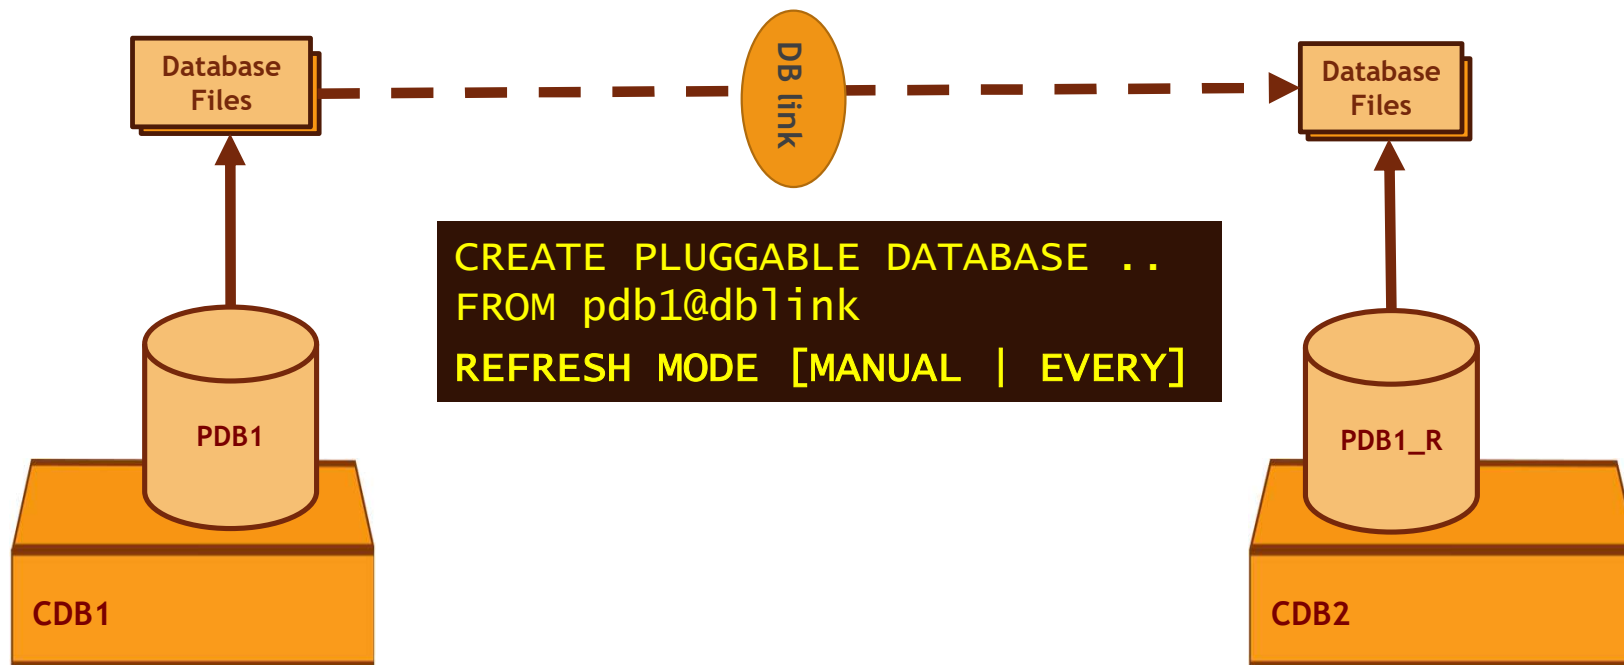 Database
Files
DB link
Database
Files
CREATE PLUGGABLE DATABASE ..
FROM pdb1@dblink
REFRESH MODE [MANUAL | EVERY]
PDB1
PDB1_R
CDB1
CDB2